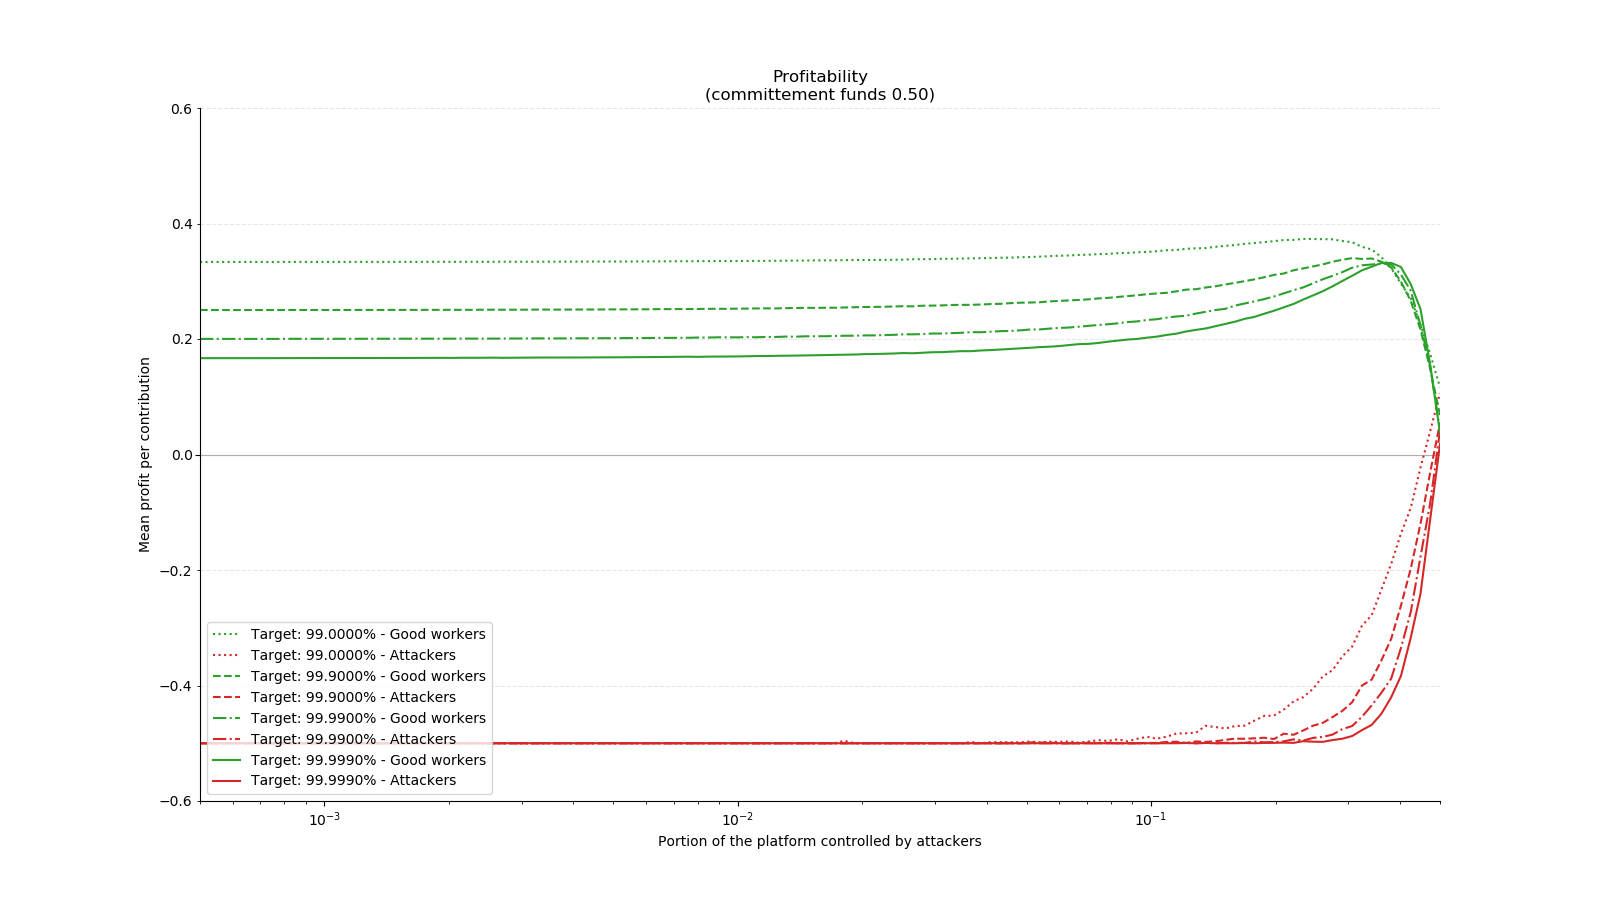 Profitability
(committement funds 0.50)
0.6
0.4
0.2
0.0
−0.2
−0.4
−0.6
Mean profit per contribution
Target: 99.0000% - Good workers
Target: 99.0000% - Attackers
Target: 99.9000% - Good workers
Target: 99.9000% - Attackers
Target: 99.9900% - Good workers
Target: 99.9900% - Attackers
Target: 99.9990% - Good workers
Target: 99.9990% - Attackers
10⁻³ 10⁻² 10⁻¹
Portion of the platform controlled by attackers